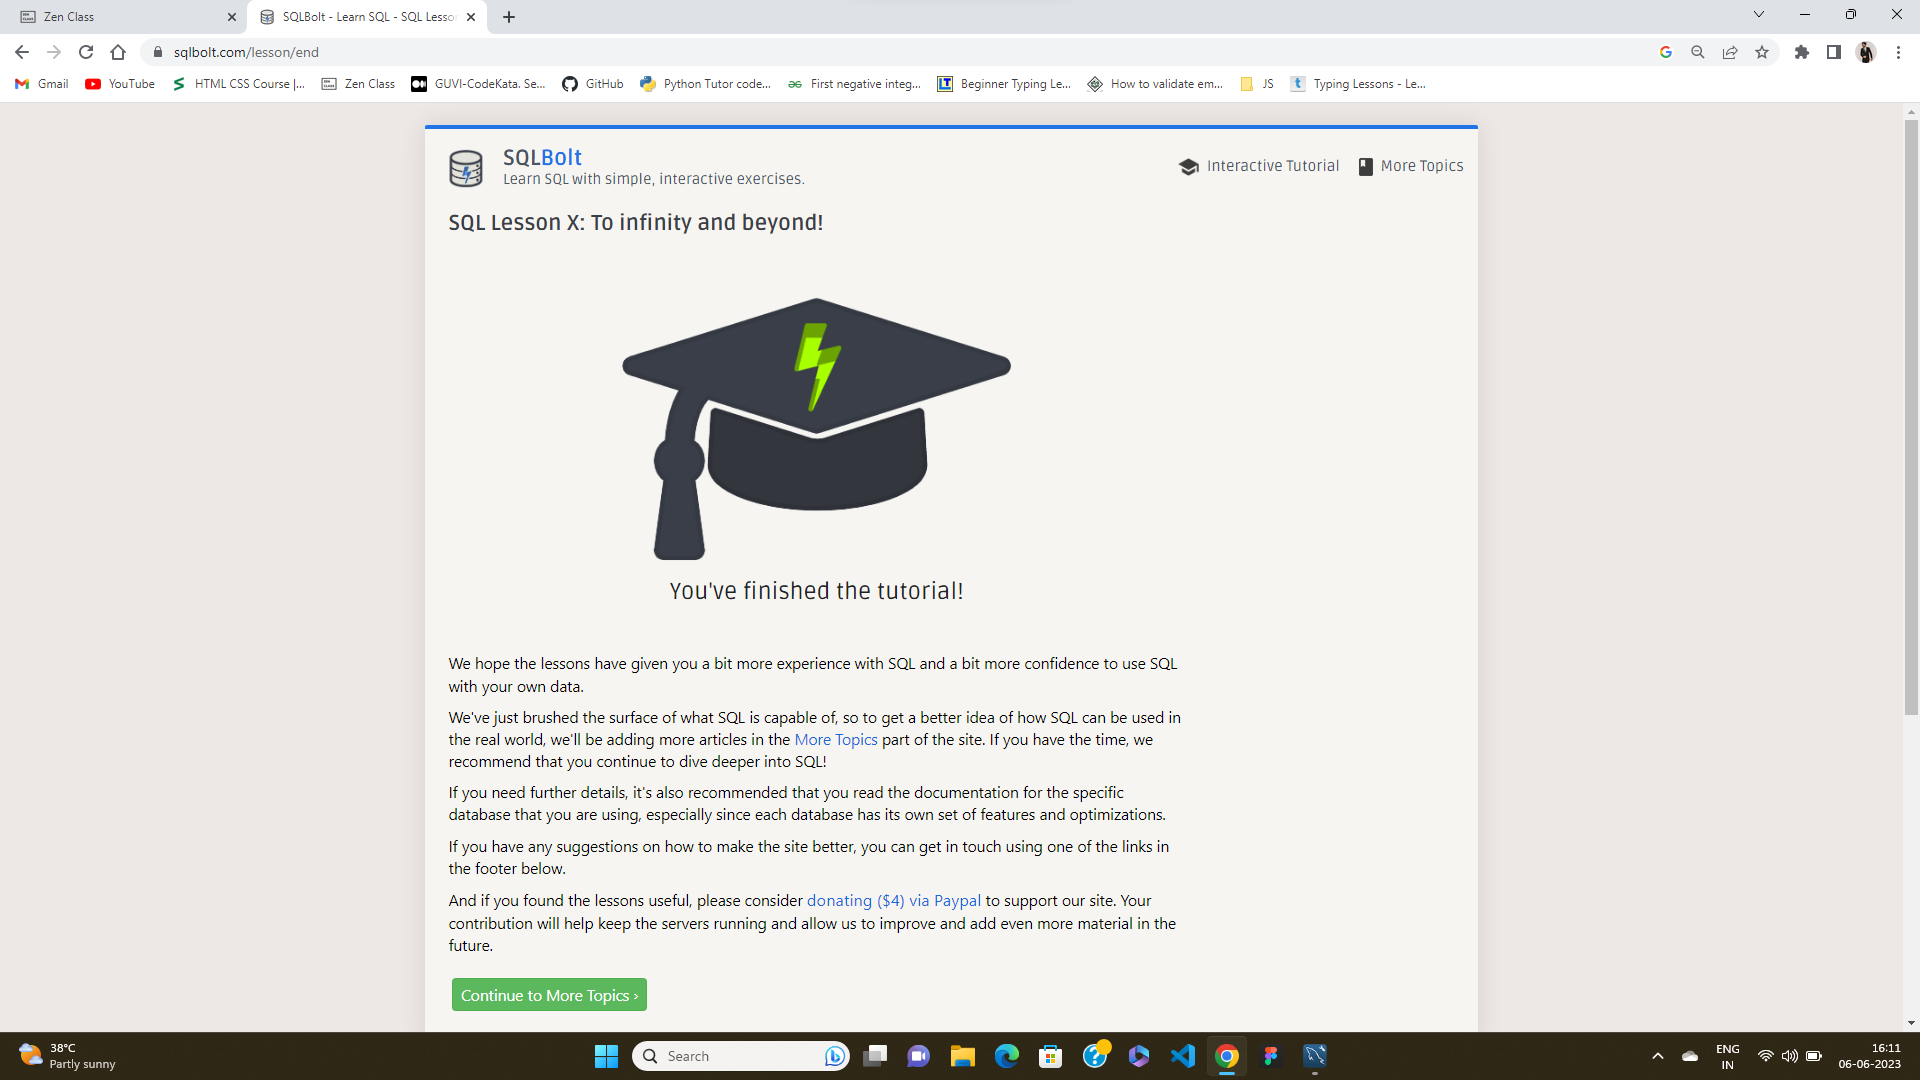 Zen Class
SQLBolt - Learn SQL - SQL Lesson
sqlbolt.com/lesson/end
Gmail
YouTube
HTML CSS Course |...
Zen Class
GUVI-CodeKata. Se...
GitHub
Python Tutor code...
First negative integ...
Beginner Typing Le...
How to validate em...
JS
Typing Lessons - Le...
SQLBolt
Learn SQL with simple, interactive exercises.
Interactive Tutorial
More Topics
SQL Lesson X: To infinity and beyond!
You've finished the tutorial!
We hope the lessons have given you a bit more experience with SQL and a bit more confidence to use SQL
with your own data.
We've just brushed the surface of what SQL is capable of, so to get a better idea of how SQL can be used in
the real world, we'll be adding more articles in the More Topics part of the site. If you have the time, we
recommend that you continue to dive deeper into SQL!
If you need further details, it's also recommended that you read the documentation for the specific
database that you are using, especially since each database has its own set of features and optimizations.
If you have any suggestions on how to make the site better, you can get in touch using one of the links in
the footer below.
And if you found the lessons useful, please consider donating ($4) via Paypal to support our site. Your
contribution will help keep the servers running and allow us to improve and add even more material in the
future.
Continue to More Topics ›
38°C
Partly sunny
Search
ENG
IN
16:11
06-06-2023